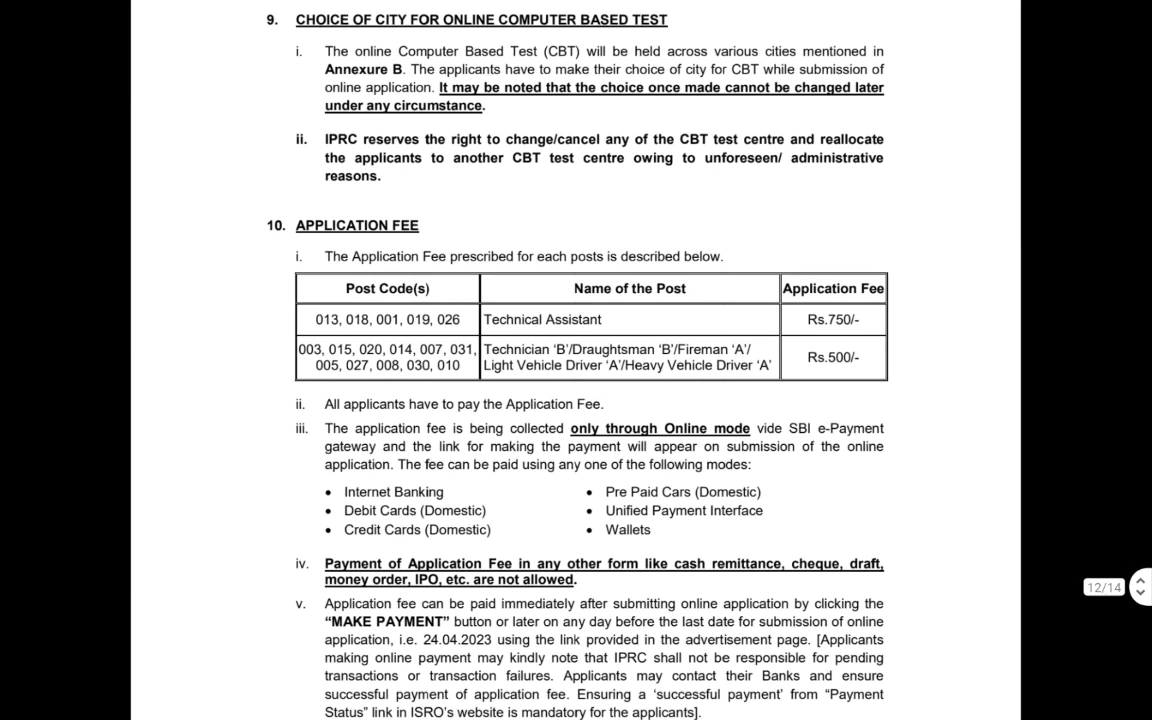 9. CHOICE OF CITY FOR ONLINE COMPUTER BASED TEST
i. The online Computer Based Test (CBT) will be held across various cities mentioned in
Annexure B. The applicants have to make their choice of city for CBT while submission of
online application. It may be noted that the choice once made cannot be changed later
under any circumstance.
ii. IPRC reserves the right to change/cancel any of the CBT test centre and reallocate
the applicants to another CBT test centre owing to unforeseen/ administrative
reasons.
10. APPLICATION FEE
i. The Application Fee prescribed for each posts is described below.
Post Code(s) Name of the Post Application Fee
013, 018, 001, 019, 026 Technical Assistant Rs.750/-
003, 015, 020, 014, 007, 031, Technician ‘B’/Draughtsman ‘B’/Fireman ‘A’/
005, 027, 008, 030, 010 Light Vehicle Driver ‘A’/Heavy Vehicle Driver ‘A’ Rs.500/-
ii. All applicants have to pay the Application Fee.
iii. The application fee is being collected only through Online mode vide SBI e-Payment
gateway and the link for making the payment will appear on submission of the online
application. The fee can be paid using any one of the following modes:
• Internet Banking • Pre Paid Cars (Domestic)
• Debit Cards (Domestic) • Unified Payment Interface
• Credit Cards (Domestic) • Wallets
iv. Payment of Application Fee in any other form like cash remittance, cheque, draft,
money order, IPO, etc. are not allowed.
12/14
v. Application fee can be paid immediately after submitting online application by clicking the
“MAKE PAYMENT” button or later on any day before the last date for submission of online
application, i.e. 24.04.2023 using the link provided in the advertisement page. [Applicants
making online payment may kindly note that IPRC shall not be responsible for pending
transactions or transaction failures. Applicants may contact their Banks and ensure
successful payment of application fee. Ensuring a ‘successful payment’ from “Payment
Status” link in ISRO’s website is mandatory for the applicants].